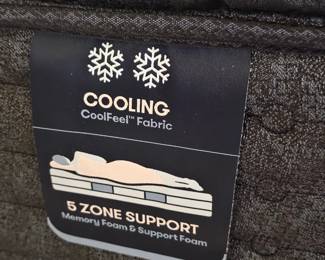 COOLING
CoolFeel™ Fabric
5 ZONE SUPPORT
Memory Foam & Support Foam